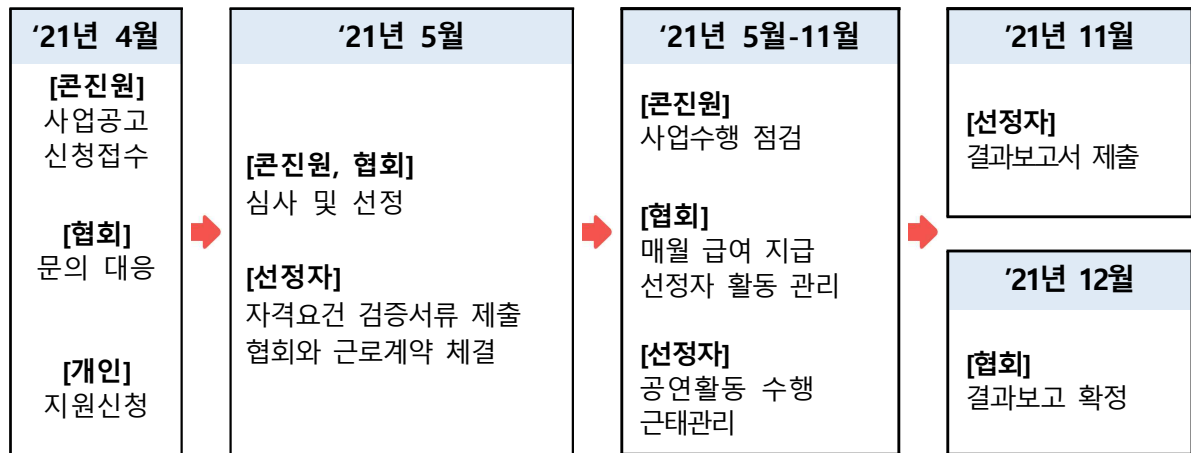 ‘21년 4월
[콘진원]
사업공고
신청접수
[협회]
문의 대응
[개인]
지원신청
‘21년 5월
[콘진원, 협회]
심사 및 선정
[선정자]
자격요건 검증서류 제출
협회와 근로계약 체결
‘21년 5월-11월
[콘진원]
사업수행 점검
[협회]
매월 급여 지급
선정자 활동 관리
[선정자]
공연활동 수행
근태관리
’21년 11월
[선정자]
결과보고서 제출
’21년 12월
[협회]
결과보고 확정